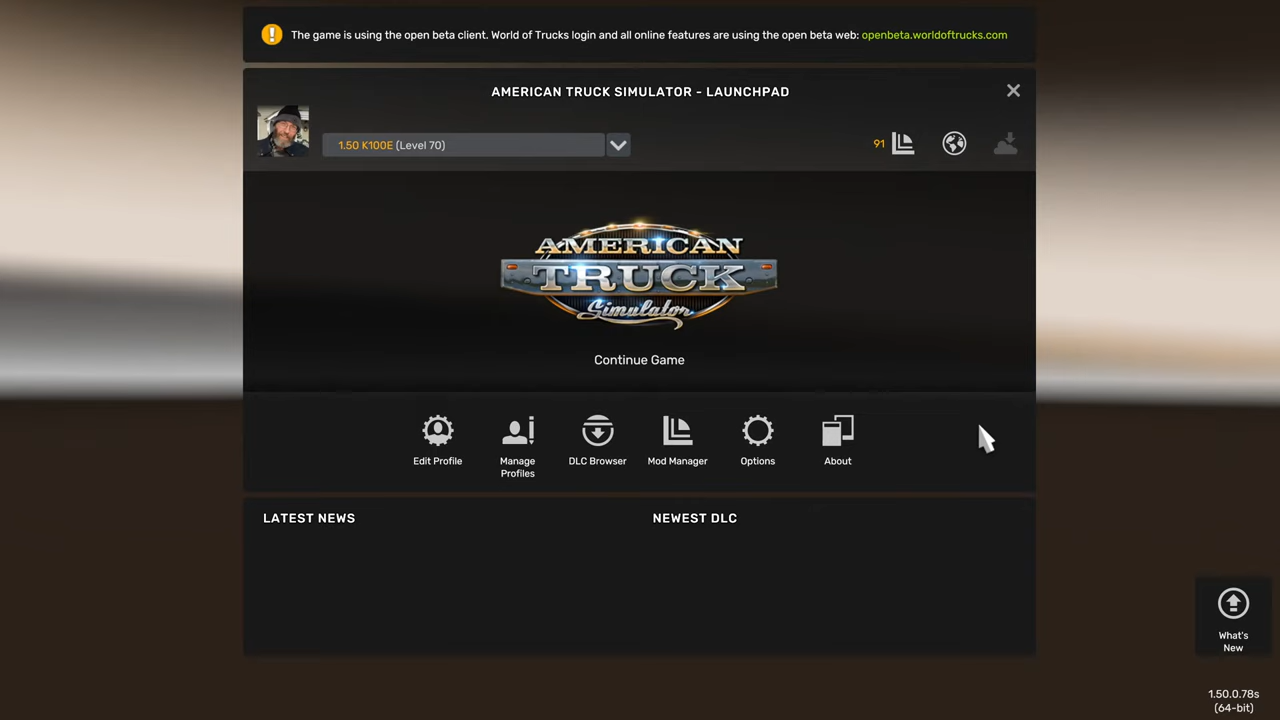 The game is using the open beta client. World of Trucks login and all online features are using the open beta web: openbeta.worldoftrucks.com
AMERICAN TRUCK SIMULATOR - LAUNCHPAD
1.50 K100E (Level 70)
91
AMERICAN
TRUCK
Simulator
Continue Game
Edit Profile
Manage
Profiles
DLC Browser
Mod Manager
Options
About
LATEST NEWS
NEWEST DLC
What's
New
1.50.0.78s
(64-bit)